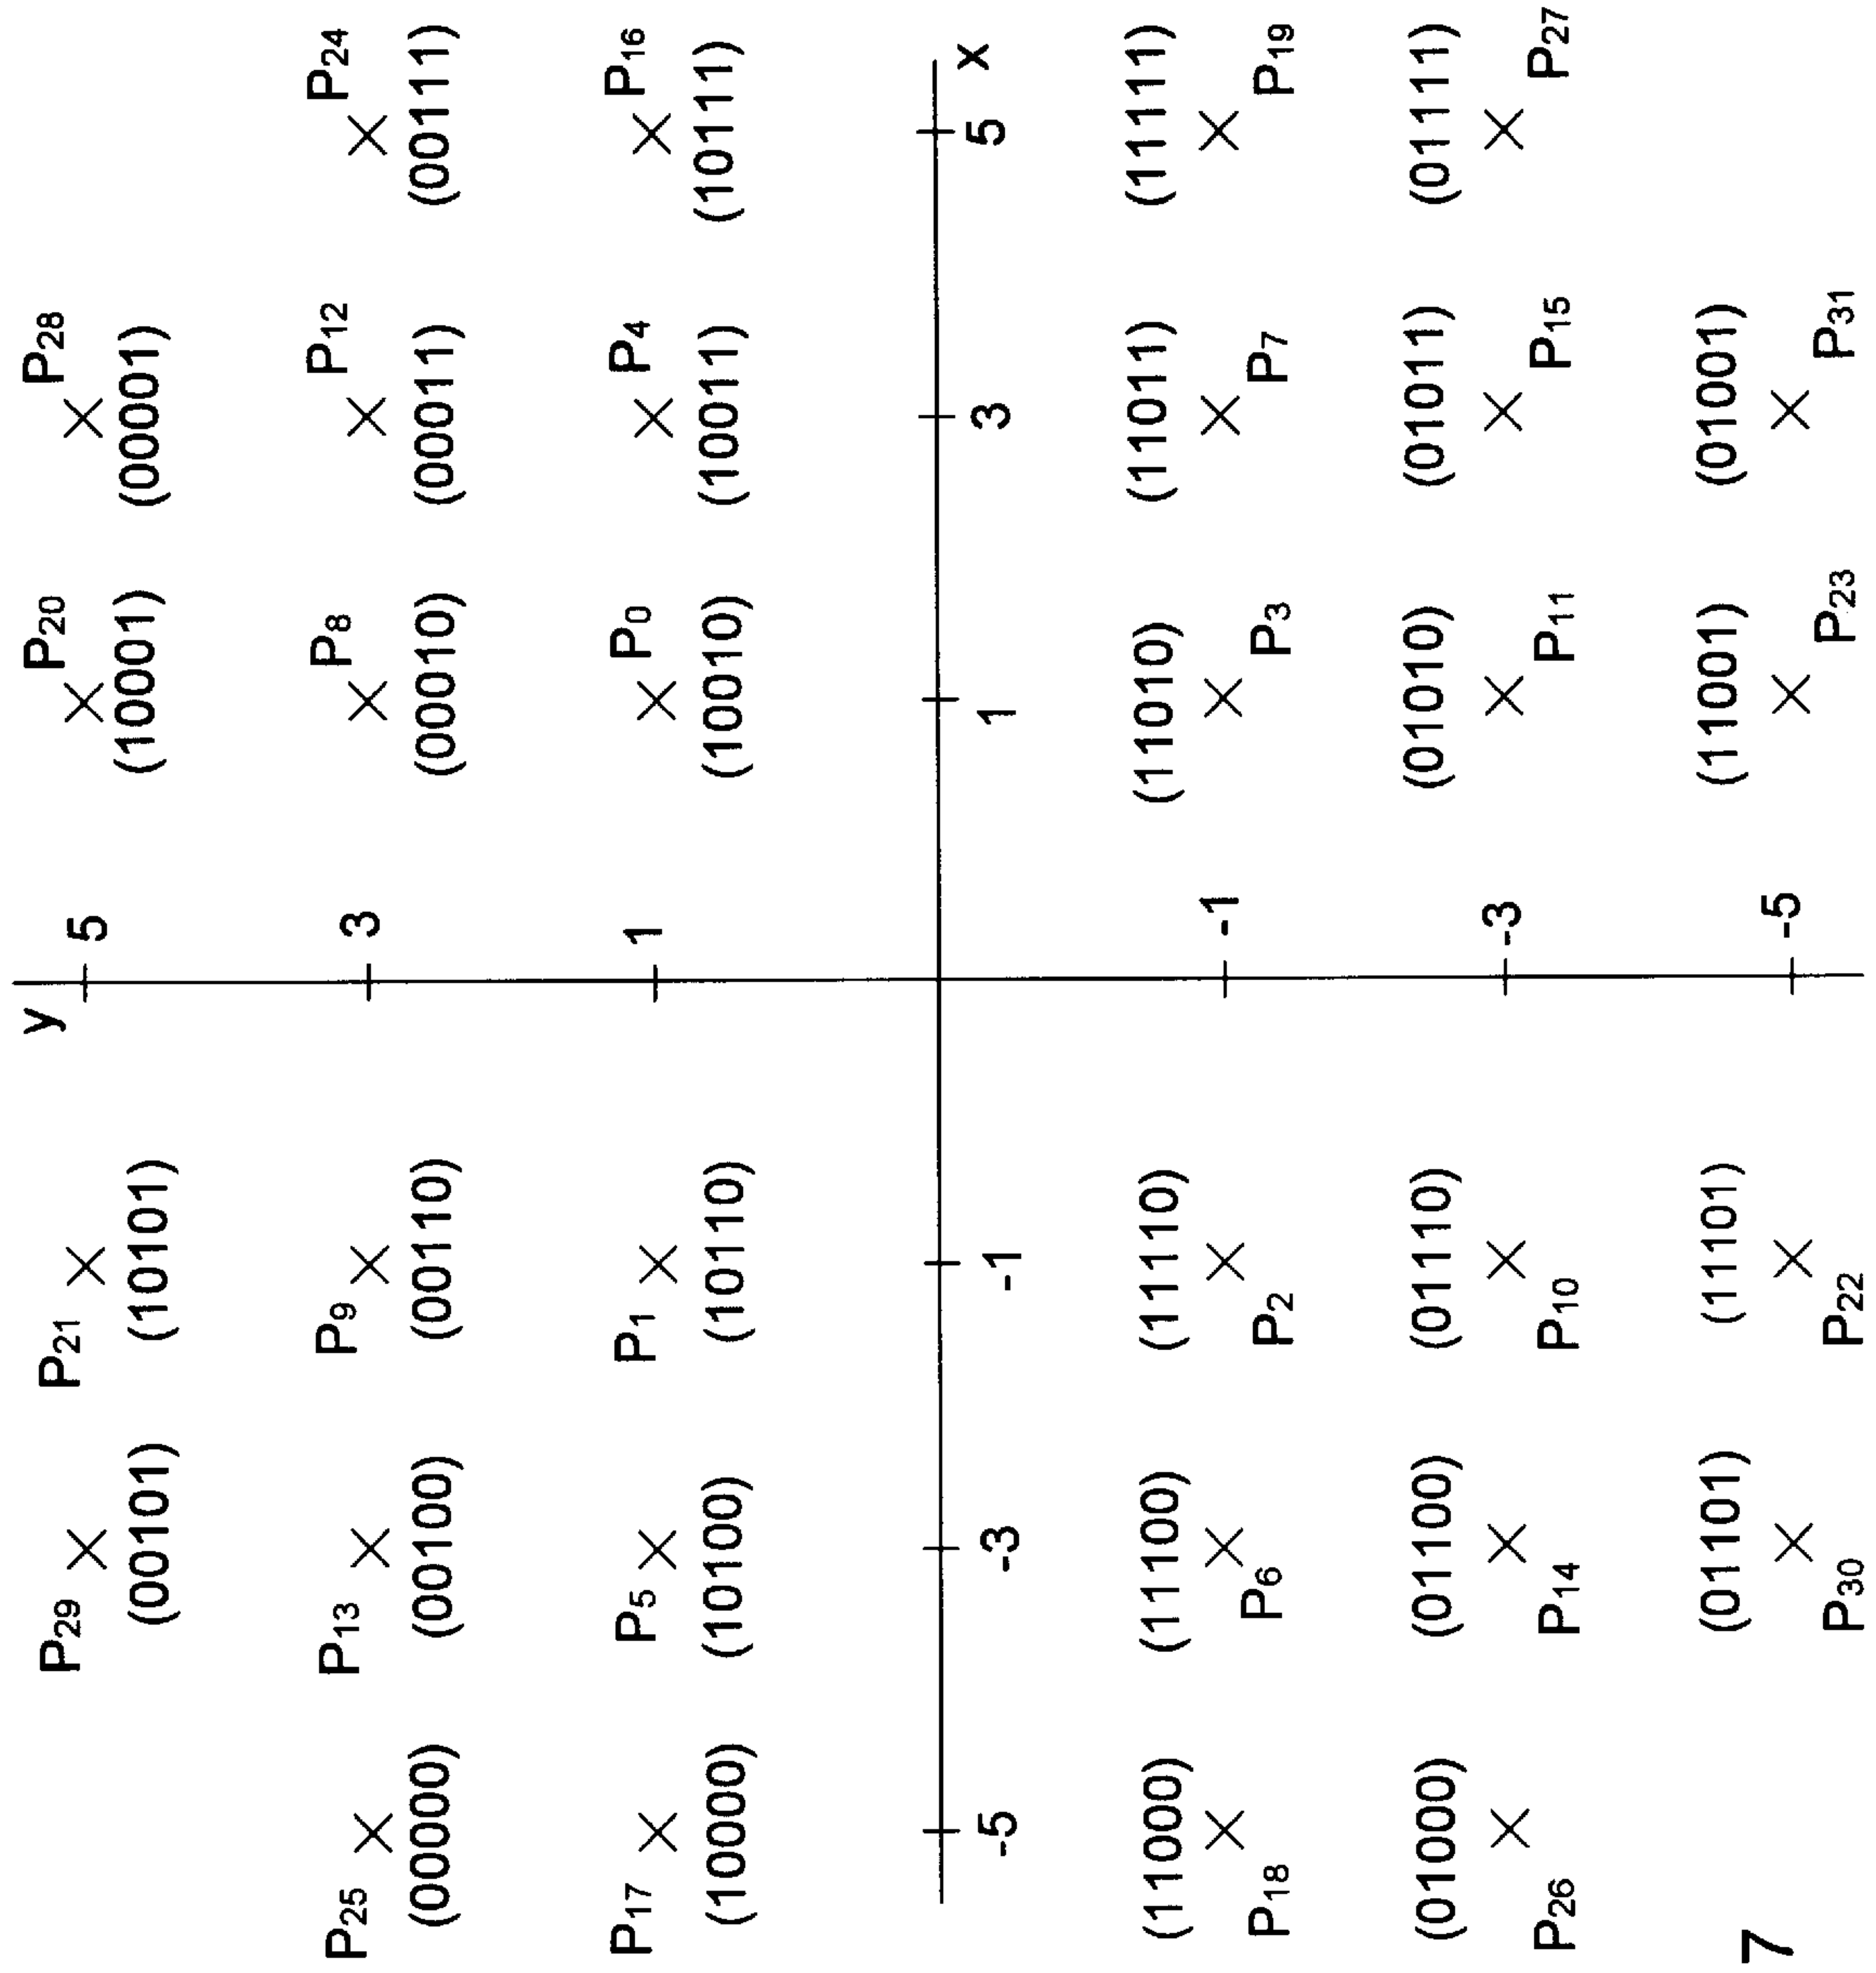 P29 P21 y 5 P20 P28
(00101) (10101) (10001) (00001)
P25 P13 P9 3 P8 P12 P24
(00000) (00100) (00110) (00010) (00011) (00111)
P17 P5 P1 1 P0 P4 P16
(10000) (10100) (10110) (10010) (10011) (10111)
-5 -3 -1 1 3 5 x
(11000) (11100) (11110) (11010) (11011) (11111)
P18 P6 P2 -1 P3 P7 P19
(01000) (01100) (01110) (01010) (01011) (01111)
P26 P14 P10 -3 P11 P15 P27
(01101) (11101) (11001) (01001)
7 P30 P22 -5 P23 P31